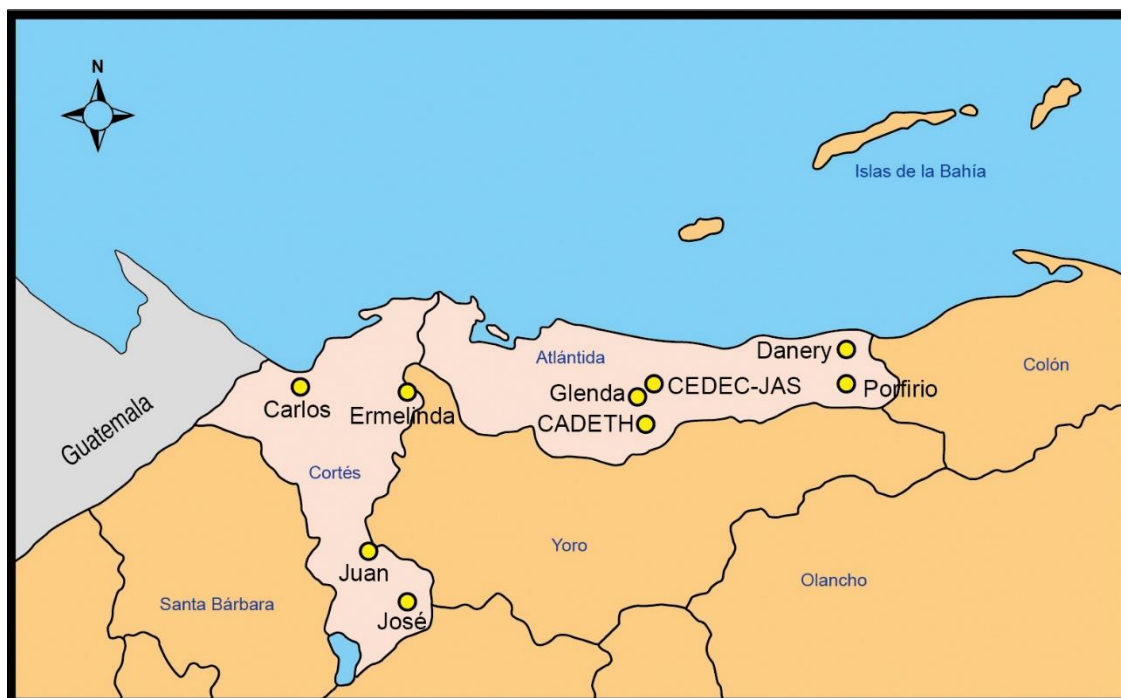 N
Islas de la Bahía
Guatemala
Atlántida
Danery
Colón
Glenda
CEDEC-JAS
Porfirio
Carlos
Ermelinda
CADETH
Cortés
Yoro
Juan
Olancho
Santa Bárbara
José